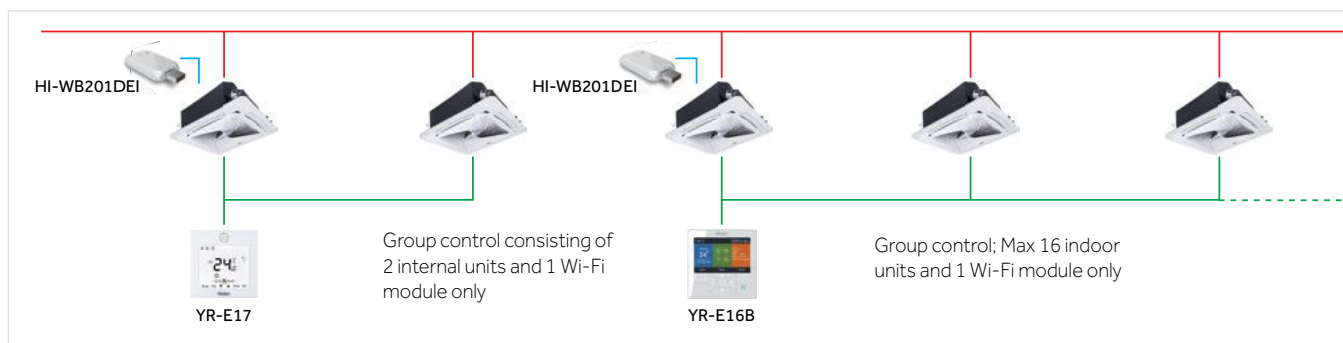 HI-WB201DEI
HI-WB201DEI
Group control consisting of
2 internal units and 1 Wi-Fi
module only
Group control; Max 16 indoor
units and 1 Wi-Fi module only
YR-E17
YR-E16B